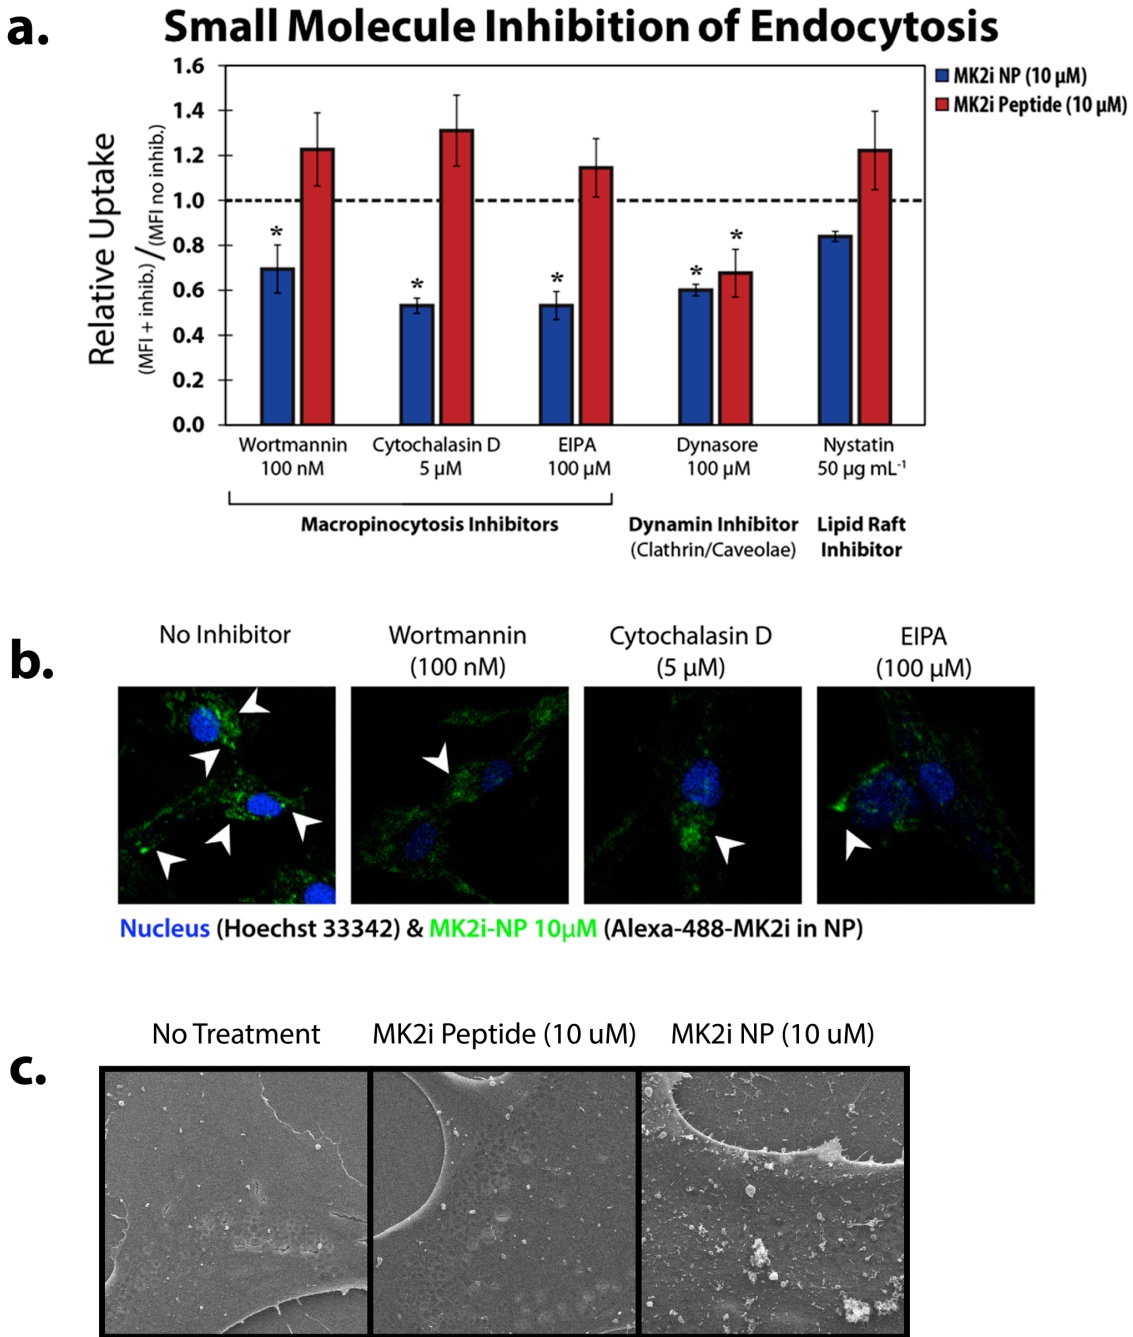 a.
Small Molecule Inhibition of Endocytosis
MK2i NP (10 µM)
MK2i Peptide (10 µM)
Relative Uptake
(MFI + inhib.) / (MFI no inhib.)
1.6
1.4
1.2
1.0
0.8
0.6
0.4
0.2
0.0
*
*
*
*
*
Wortmannin
100 nM
Cytochalasin D
5 µM
EIPA
100 µM
Dynasore
100 µM
Nystatin
50 µg mL⁻¹
Macropinocytosis Inhibitors
Dynamin Inhibitor
(Clathrin/Caveolae)
Lipid Raft
Inhibitor
b.
No Inhibitor
Wortmannin
(100 nM)
Cytochalasin D
(5 µM)
EIPA
(100 µM)
Nucleus (Hoechst 33342) & MK2i-NP 10µM (Alexa-488-MK2i in NP)
c.
No Treatment
MK2i Peptide (10 uM)
MK2i NP (10 uM)